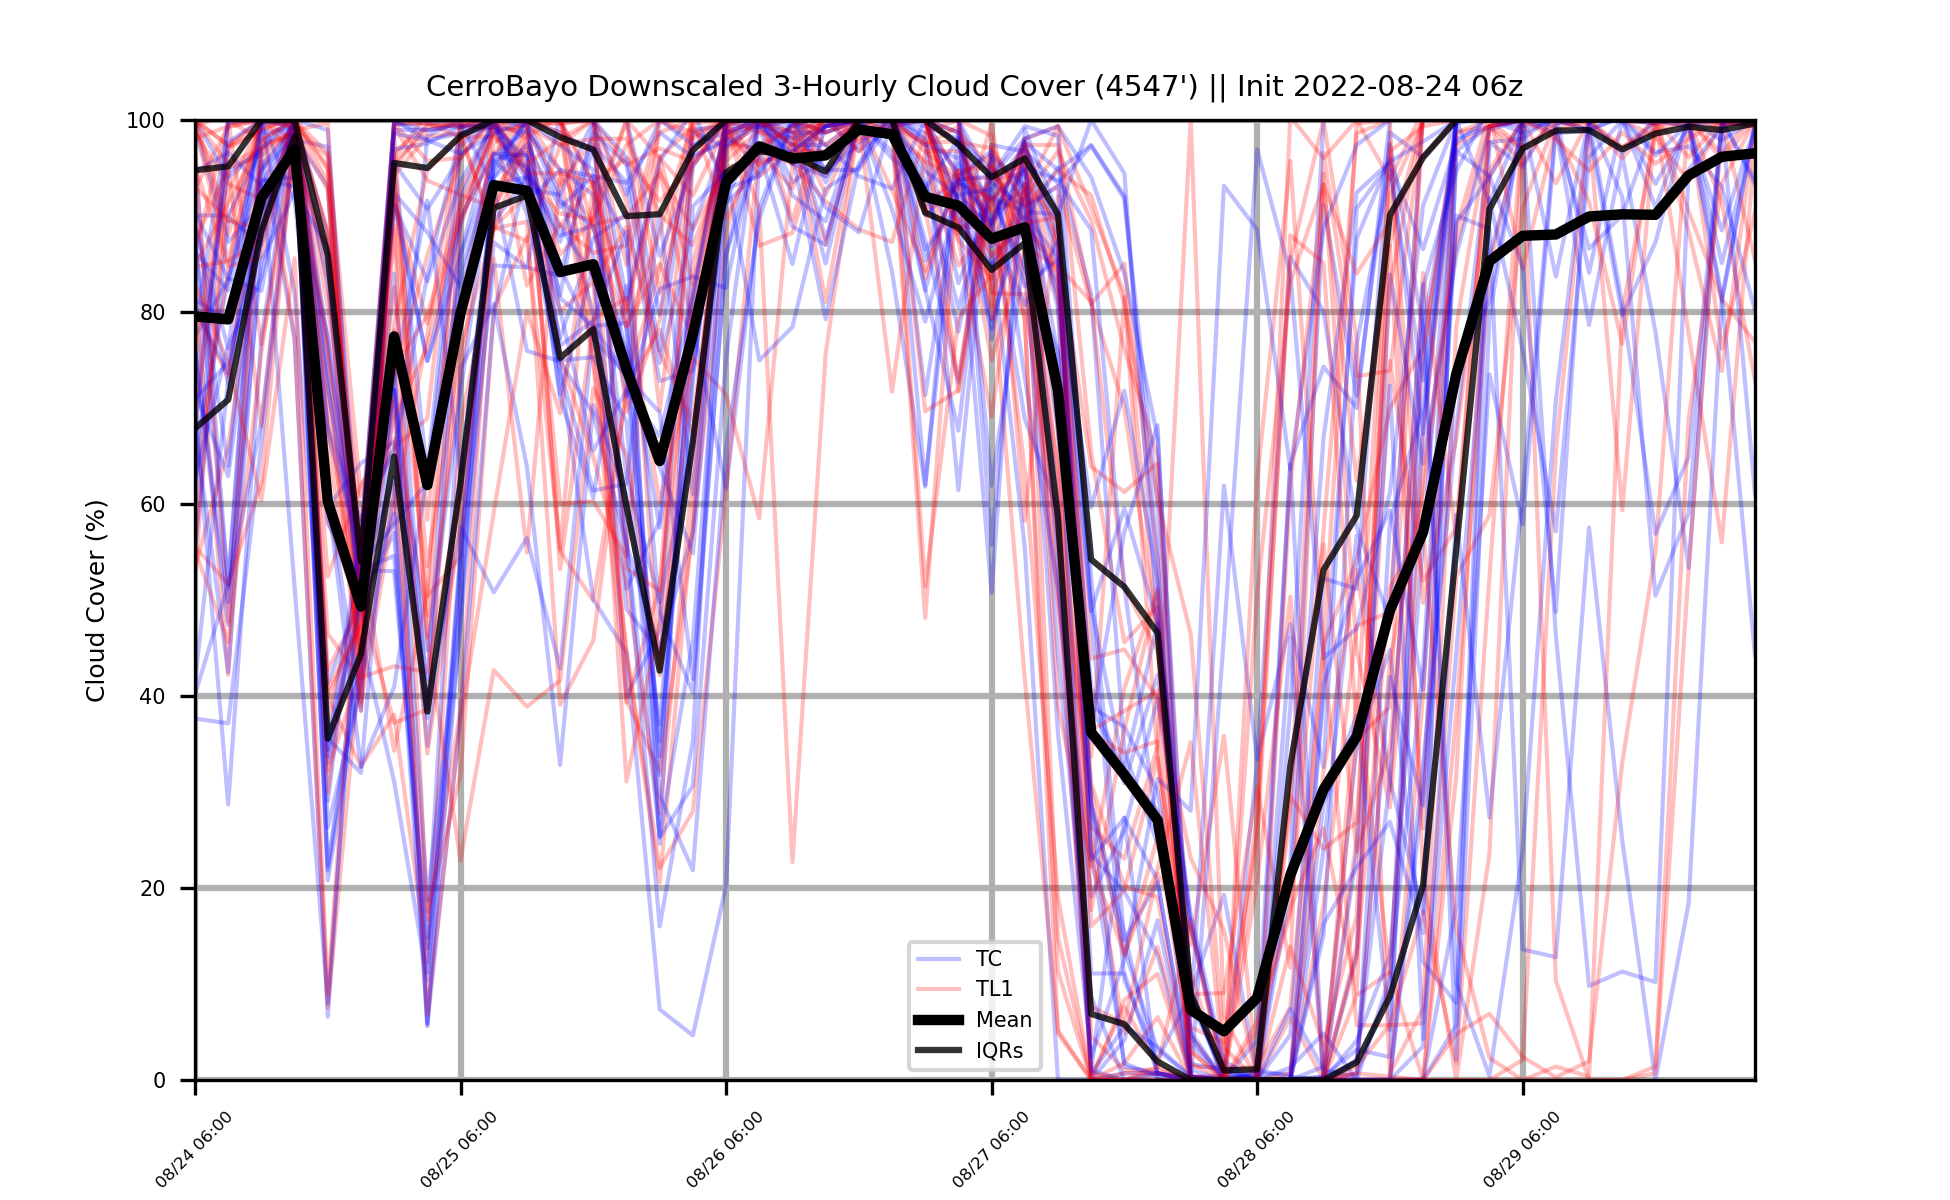 CerroBayo Downscaled 3-Hourly Cloud Cover (4547') || Init 2022-08-24 06z
Cloud Cover (%)
100
80
60
40
20
0
TC
TL1
Mean
IQRs
08/24 06:00
08/25 06:00
08/26 06:00
08/27 06:00
08/28 06:00
08/29 06:00